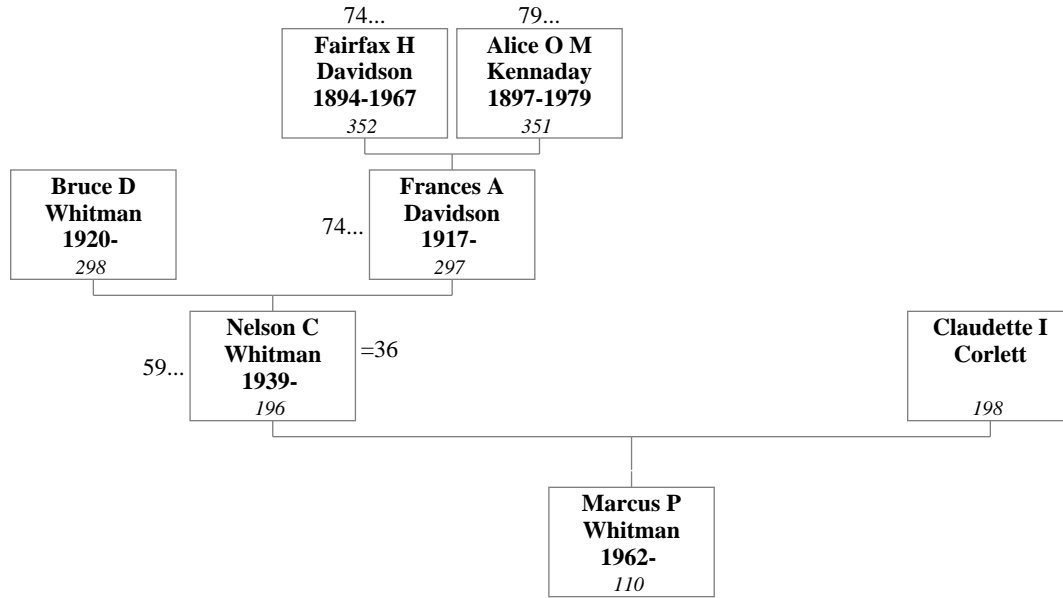 74...
79...
Fairfax H
Davidson
1894-1967
352
Alice O M
Kennaday
1897-1979
351
Bruce D
Whitman
1920-
298
74...
Frances A
Davidson
1917-
297
59...
Nelson C
Whitman
1939-
196
=36
Claudette I
Corlett
198
Marcus P
Whitman
1962-
110